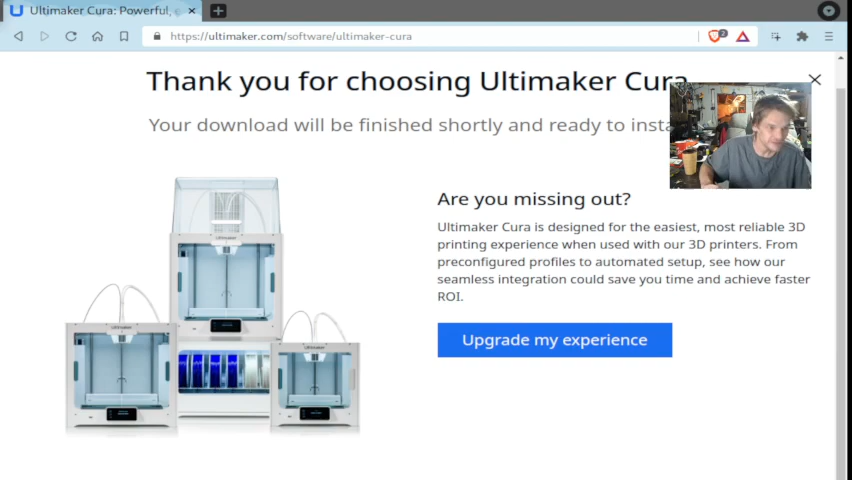 Ultimaker Cura: Powerful,
https://ultimaker.com/software/ultimaker-cura
2
Thank you for choosing Ultimaker Cura
Your download will be finished shortly and ready to
Are you missing out?
Ultimaker Cura is designed for the easiest, most reliable 3D
printing experience when used with our 3D printers. From
preconfigured profiles to automated setup, see how our
seamless integration could save you time and achieve faster
ROI.
Upgrade my experience